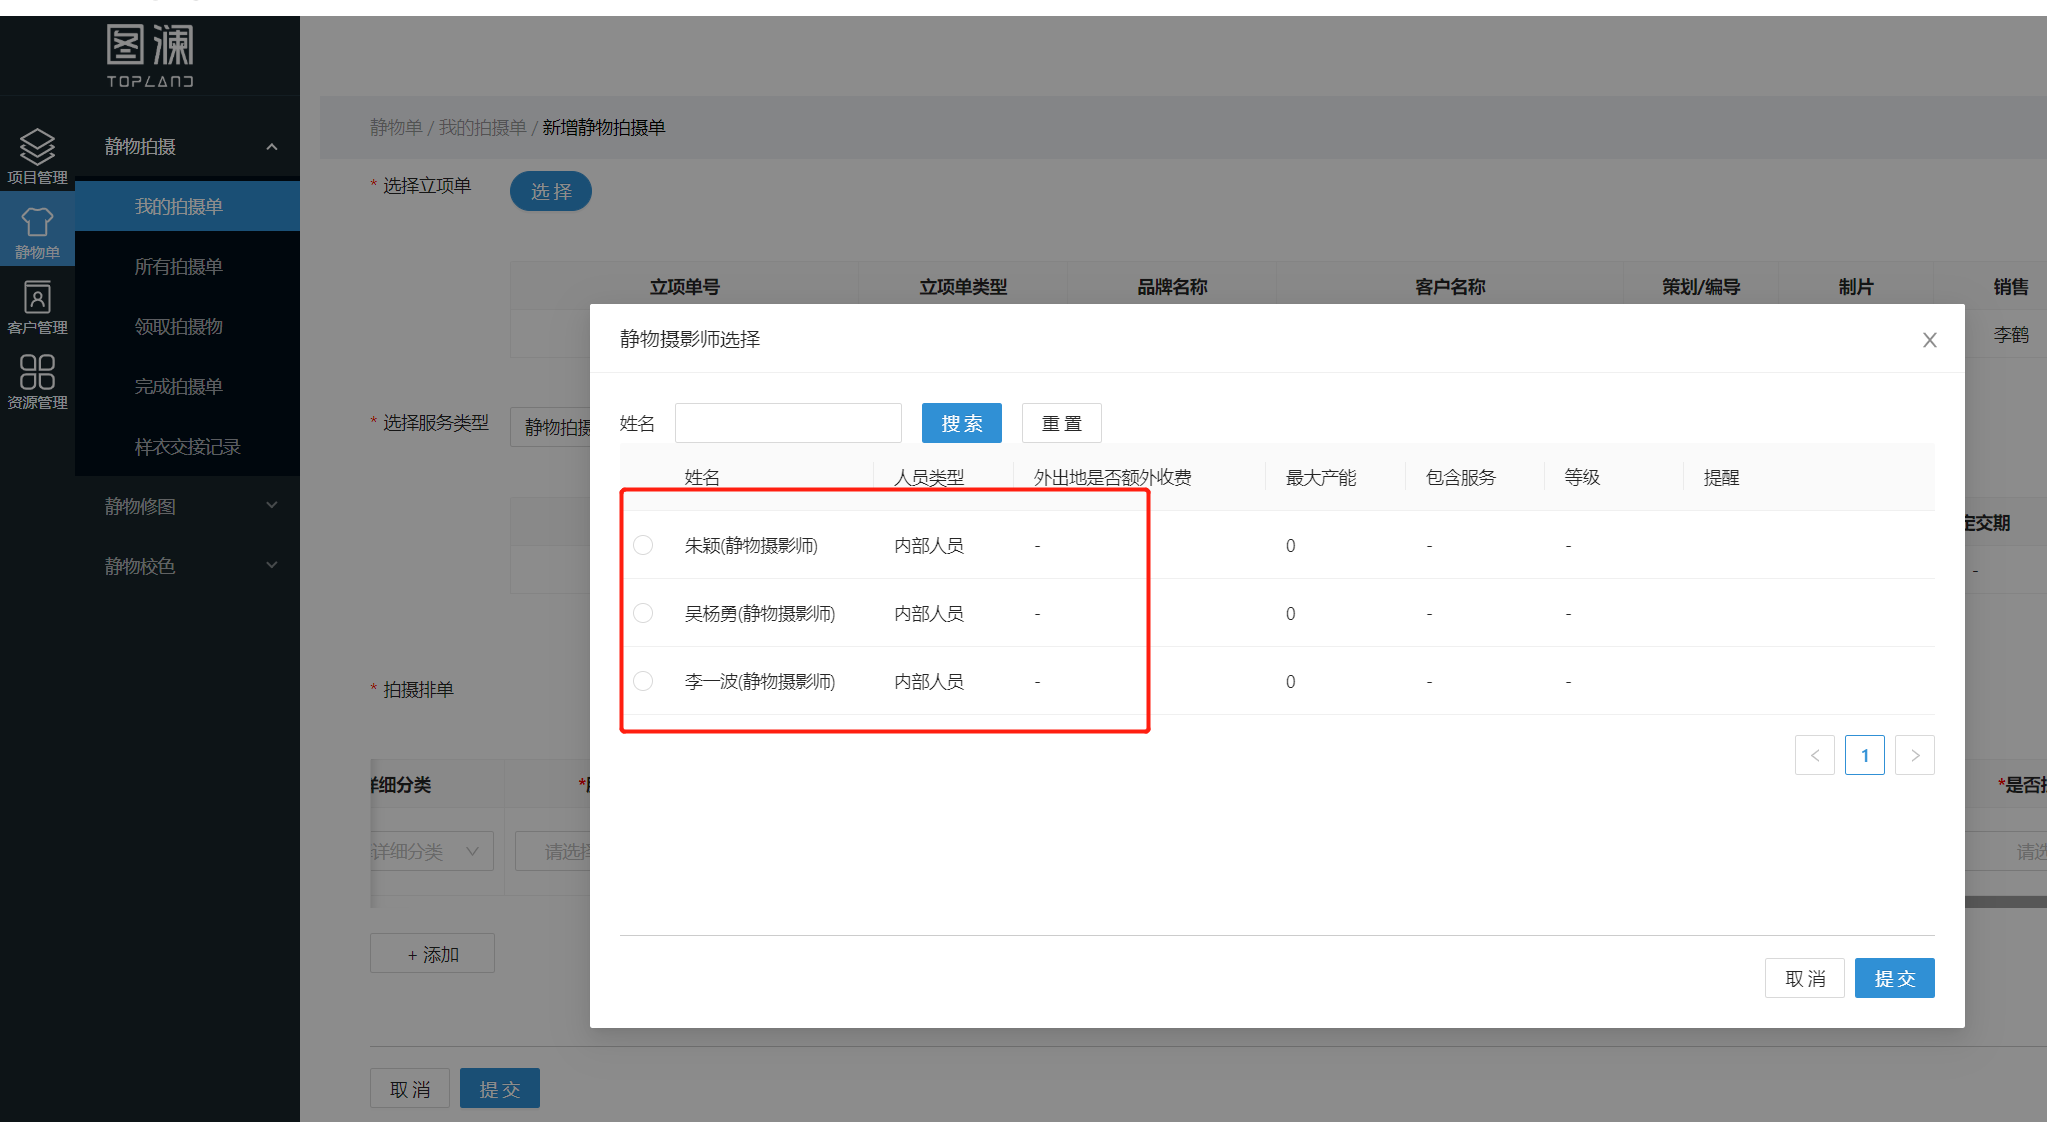 图澜
TOPLAND
项目管理
静物单
客户管理
资源管理
静物拍摄
我的拍摄单
所有拍摄单
领取拍摄物
完成拍摄单
样衣交接记录
静物修图
静物校色
静物单 / 我的拍摄单 / 新增静物拍摄单
* 选择立项单
选择
立项单号 立项单类型 品牌名称 客户名称 策划/编导 制片 销售
李鹤
* 选择服务类型
静物拍摄
定交期
-
* 拍摄排单
详细分类 *
*是否
详细分类 请选择
请选
+ 添加
取消 提交
静物摄影师选择
姓名 搜索 重置
姓名 人员类型 外出地是否额外收费 最大产能 包含服务 等级 提醒
朱颖(静物摄影师) 内部人员 - 0 - -
吴杨勇(静物摄影师) 内部人员 - 0 - -
李一波(静物摄影师) 内部人员 - 0 - -
< 1 >
取消 提交